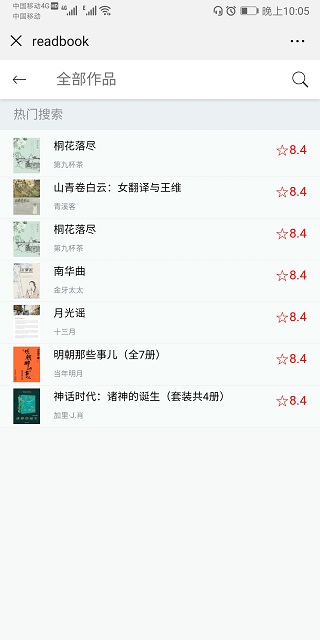 中国移动4G HD
中国移动
晚上10:05
readbook
全部作品
热门搜索
桐花落尽
第九杯茶
☆8.4
山青卷白云：女翻译与王维
青溪客
☆8.4
桐花落尽
第九杯茶
☆8.4
南华曲
金牙太太
☆8.4
月光谣
十三月
☆8.4
明朝那些事儿（全7册）
当年明月
☆8.4
神话时代：诸神的诞生（套装共4册）
加里·J.肖
☆8.4